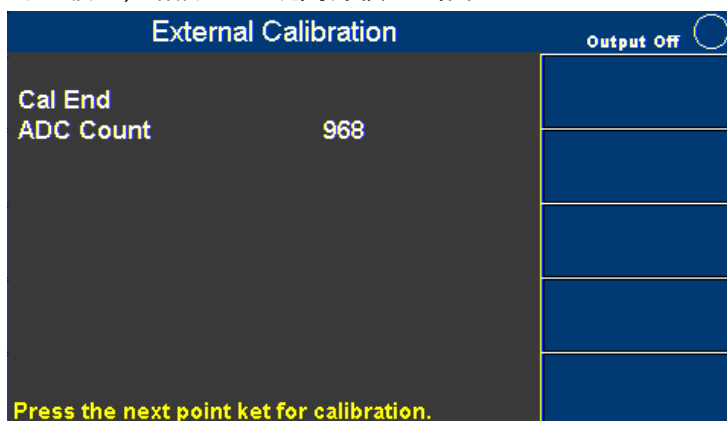 External Calibration
Output Off
Cal End
ADC Count 968
Press the next point ket for calibration.